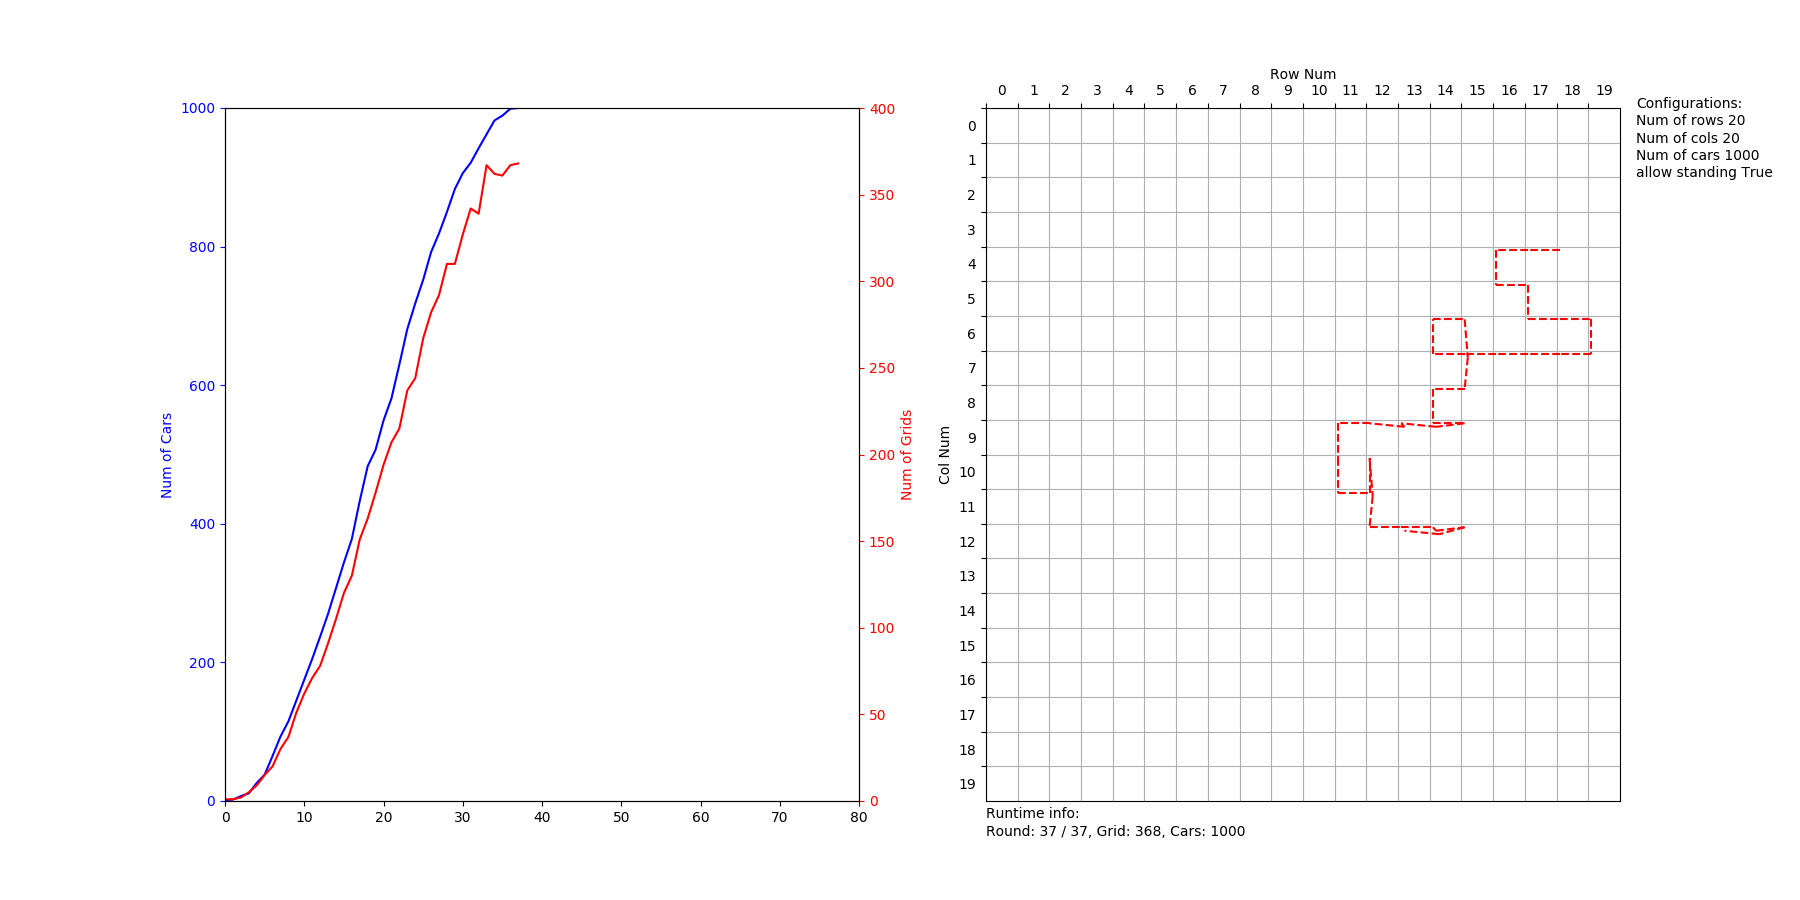 1000
800
600
400
200
0
Num of Cars
0 10 20 30 40 50 60 70 80
400
350
300
250
200
150
100
50
0
Num of Grids
Row Num
0 1 2 3 4 5 6 7 8 9 10 11 12 13 14 15 16 17 18 19
Col Num
0
1
2
3
4
5
6
7
8
9
10
11
12
13
14
15
16
17
18
19
Configurations:
Num of rows 20
Num of cols 20
Num of cars 1000
allow standing True
Runtime info:
Round: 37 / 37, Grid: 368, Cars: 1000